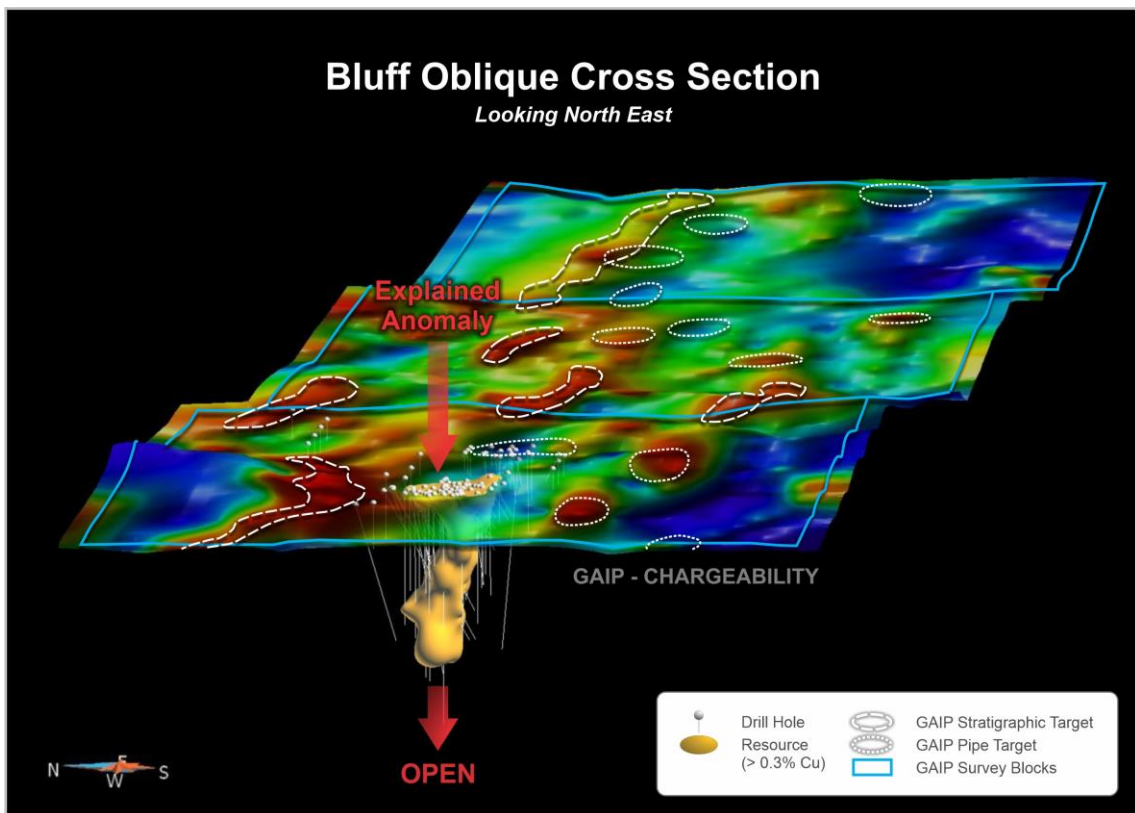 Bluff Oblique Cross Section
Looking North East
Explained
Anomaly
GAIP - CHARGEABILITY
OPEN
N
E
S
W
Drill Hole
Resource
(> 0.3% Cu)
GAIP Stratigraphic Target
GAIP Pipe Target
GAIP Survey Blocks